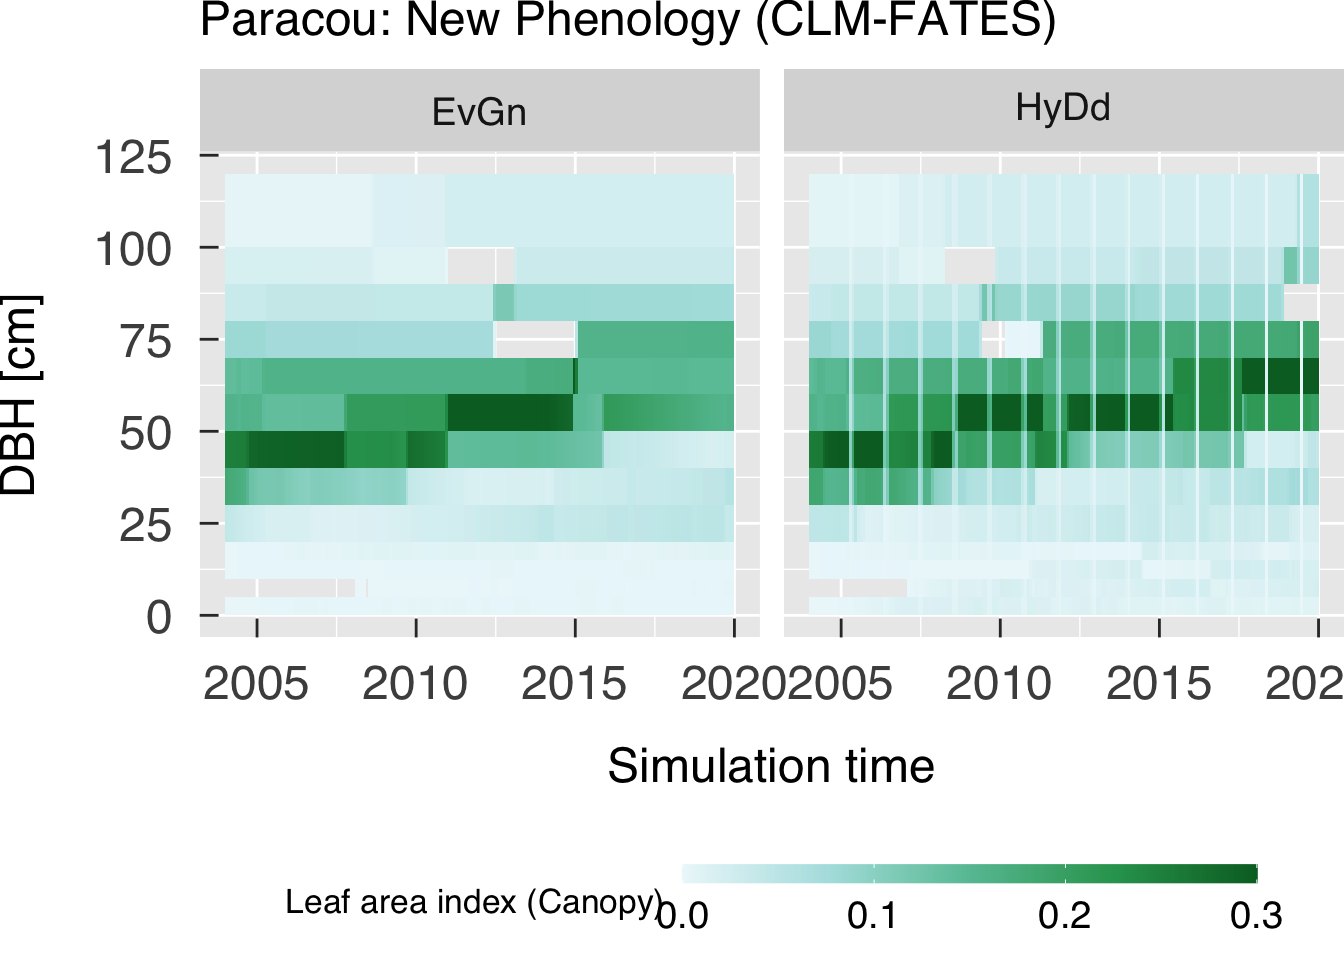 Paracou: New Phenology (CLM-FATES)
EvGn
HyDd
DBH [cm]
125
100
75
50
25
0
2005 2010 2015 2020 2005 2010 2015 202
Simulation time
Leaf area index (Canopy)
0.0 0.1 0.2 0.3